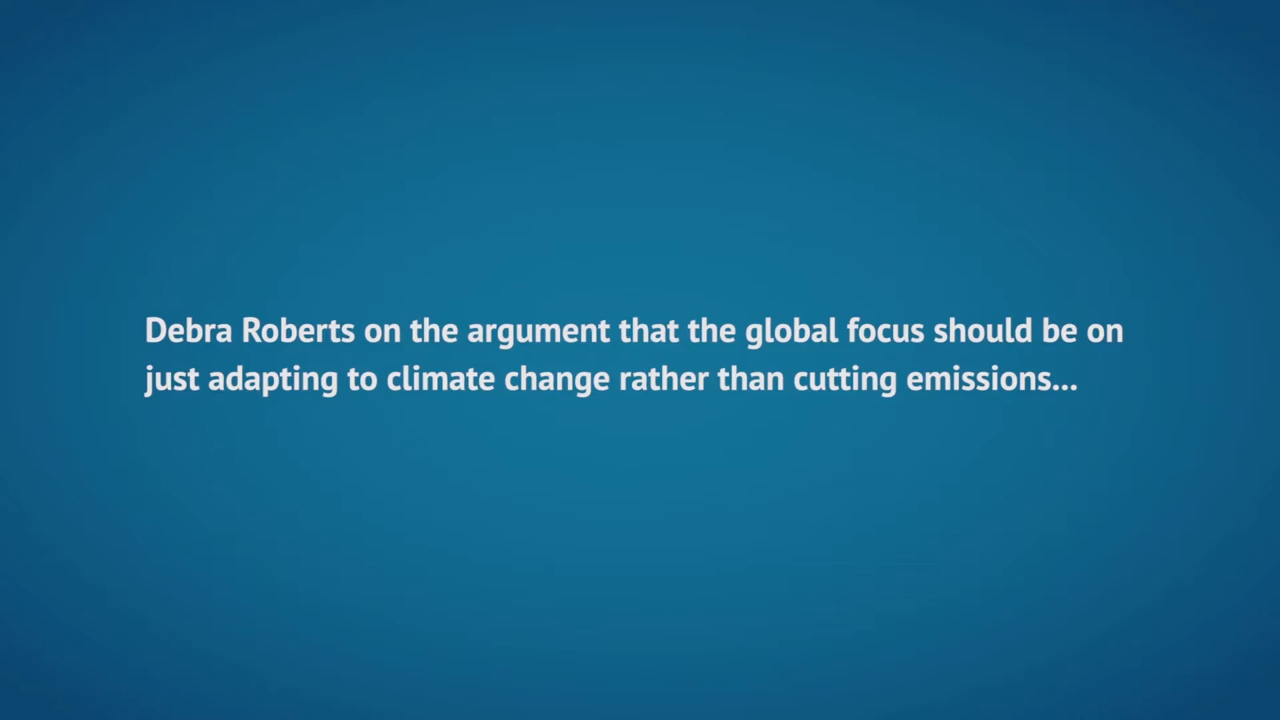 Debra Roberts on the argument that the global focus should be on
just adapting to climate change rather than cutting emissions...